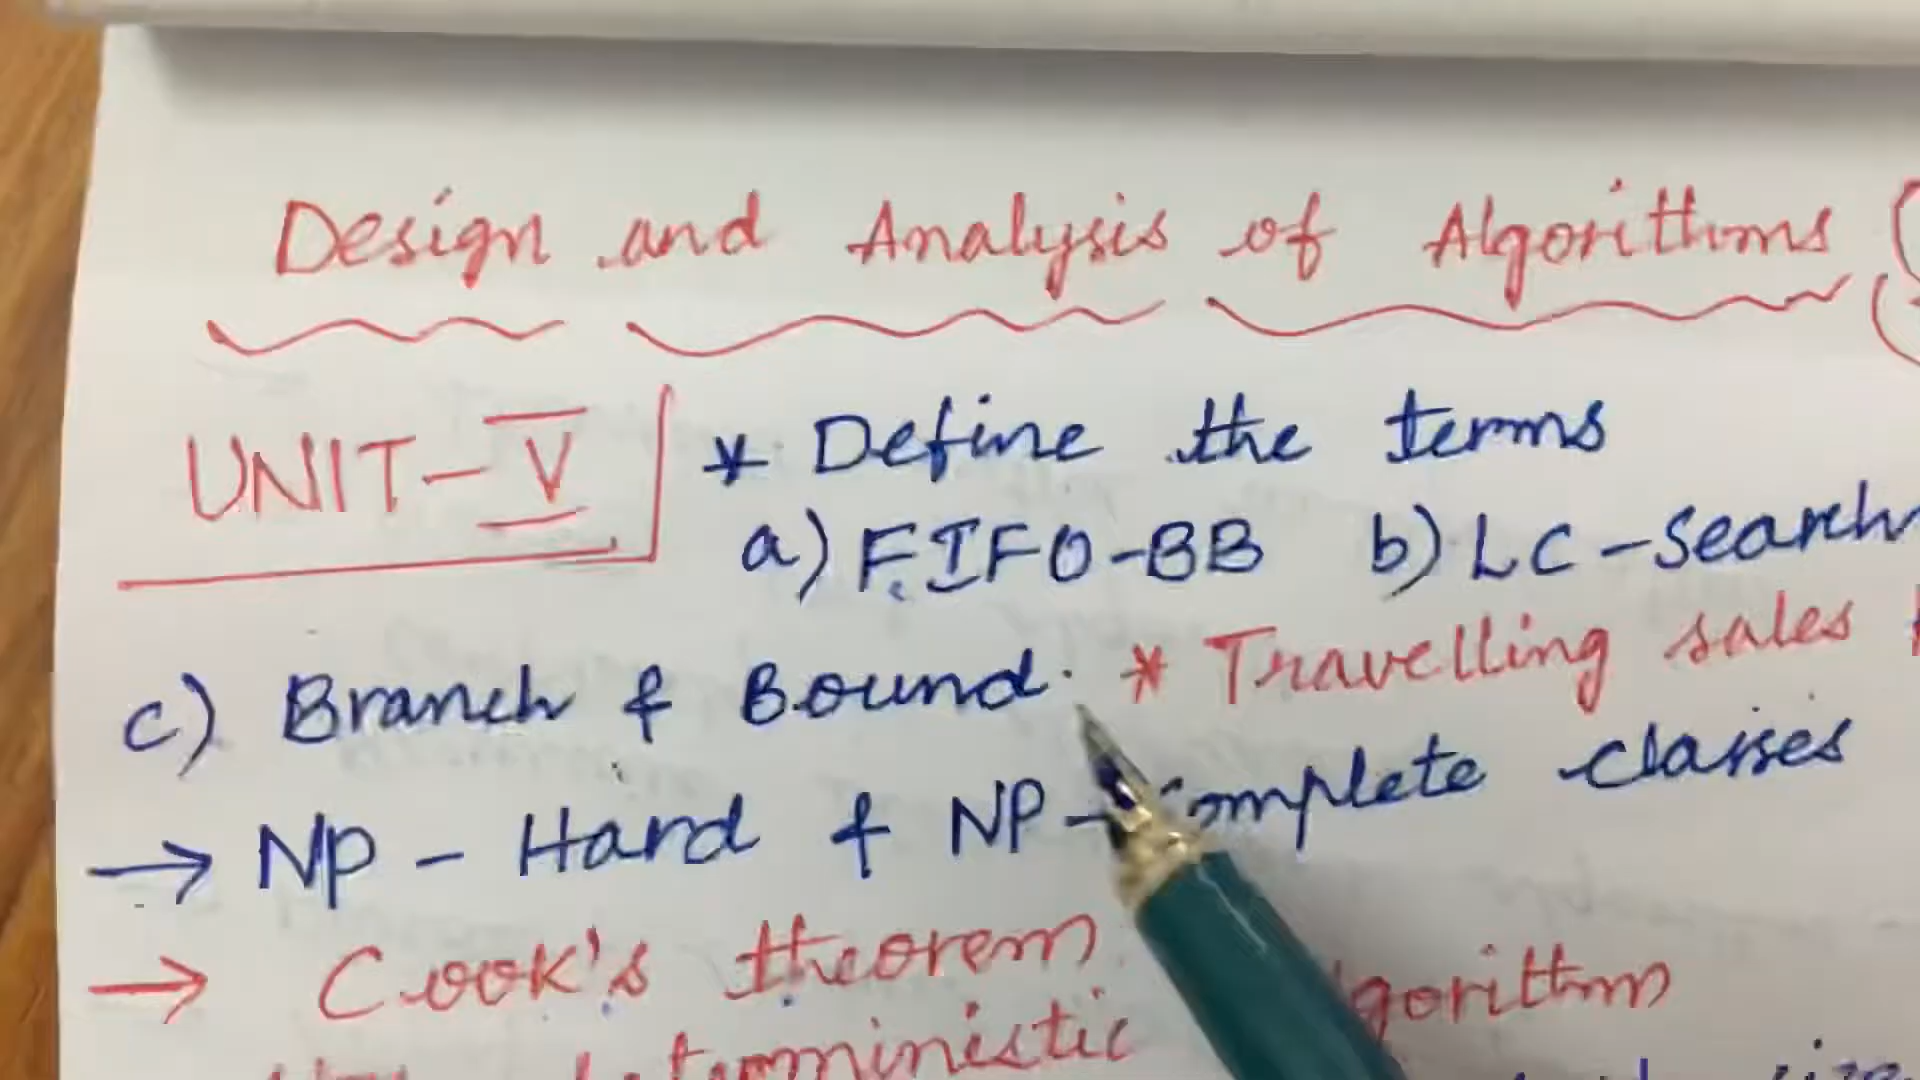 Design and Analysis of Algorithms
UNIT-V
* Define the terms
a) FIFO-BB b) LC-Search
c) Branch & Bound. * Travelling sales
→ NP-Hard & NP- classes
→ Cook's theorem